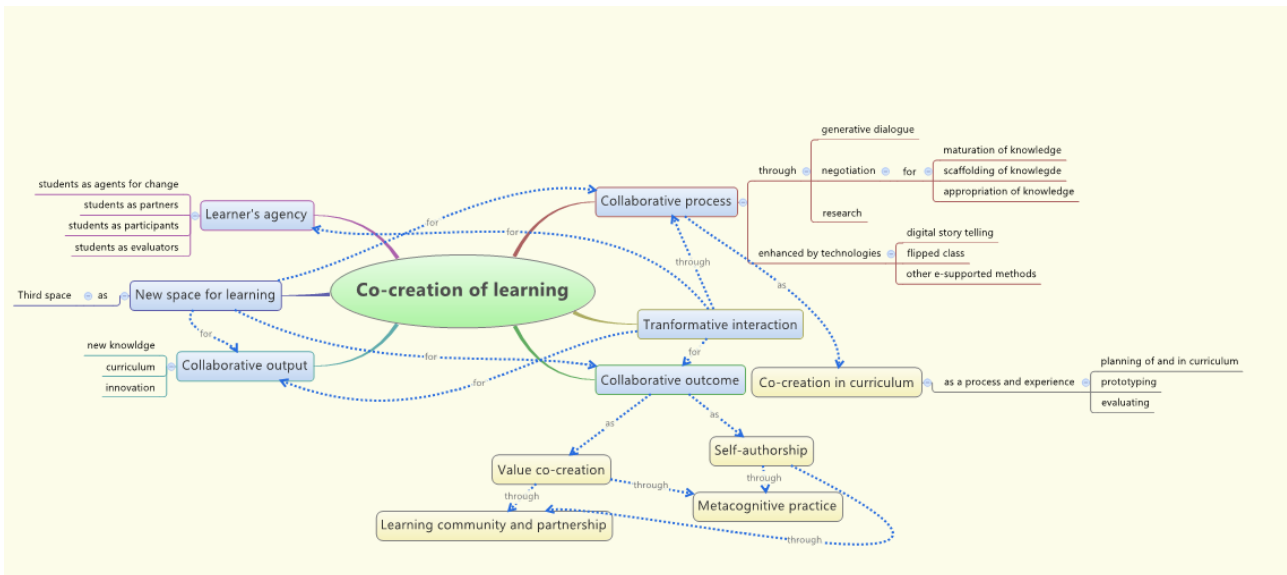 generative dialogue
maturation of knowledge
through
negotiation
for
scaffolding of knowlegde
appropriation of knowledge
research
Collaborative process
digital story telling
enhanced by technologies
flipped class
other e-supported methods
students as agents for change
students as partners
Learner's agency
students as participants
students as evaluators
for
for
through
as
Co-creation of learning
Third space
as
New space for learning
Tranformative interaction
for
for
for
for
new knowldge
curriculum
Collaborative output
innovation
Collaborative outcome
Co-creation in curriculum
as a process and experience
planning of and in curriculum
prototyping
evaluating
as
as
Self-authorship
Value co-creation
through
through
through
Metacognitive practice
Learning community and partnership
through